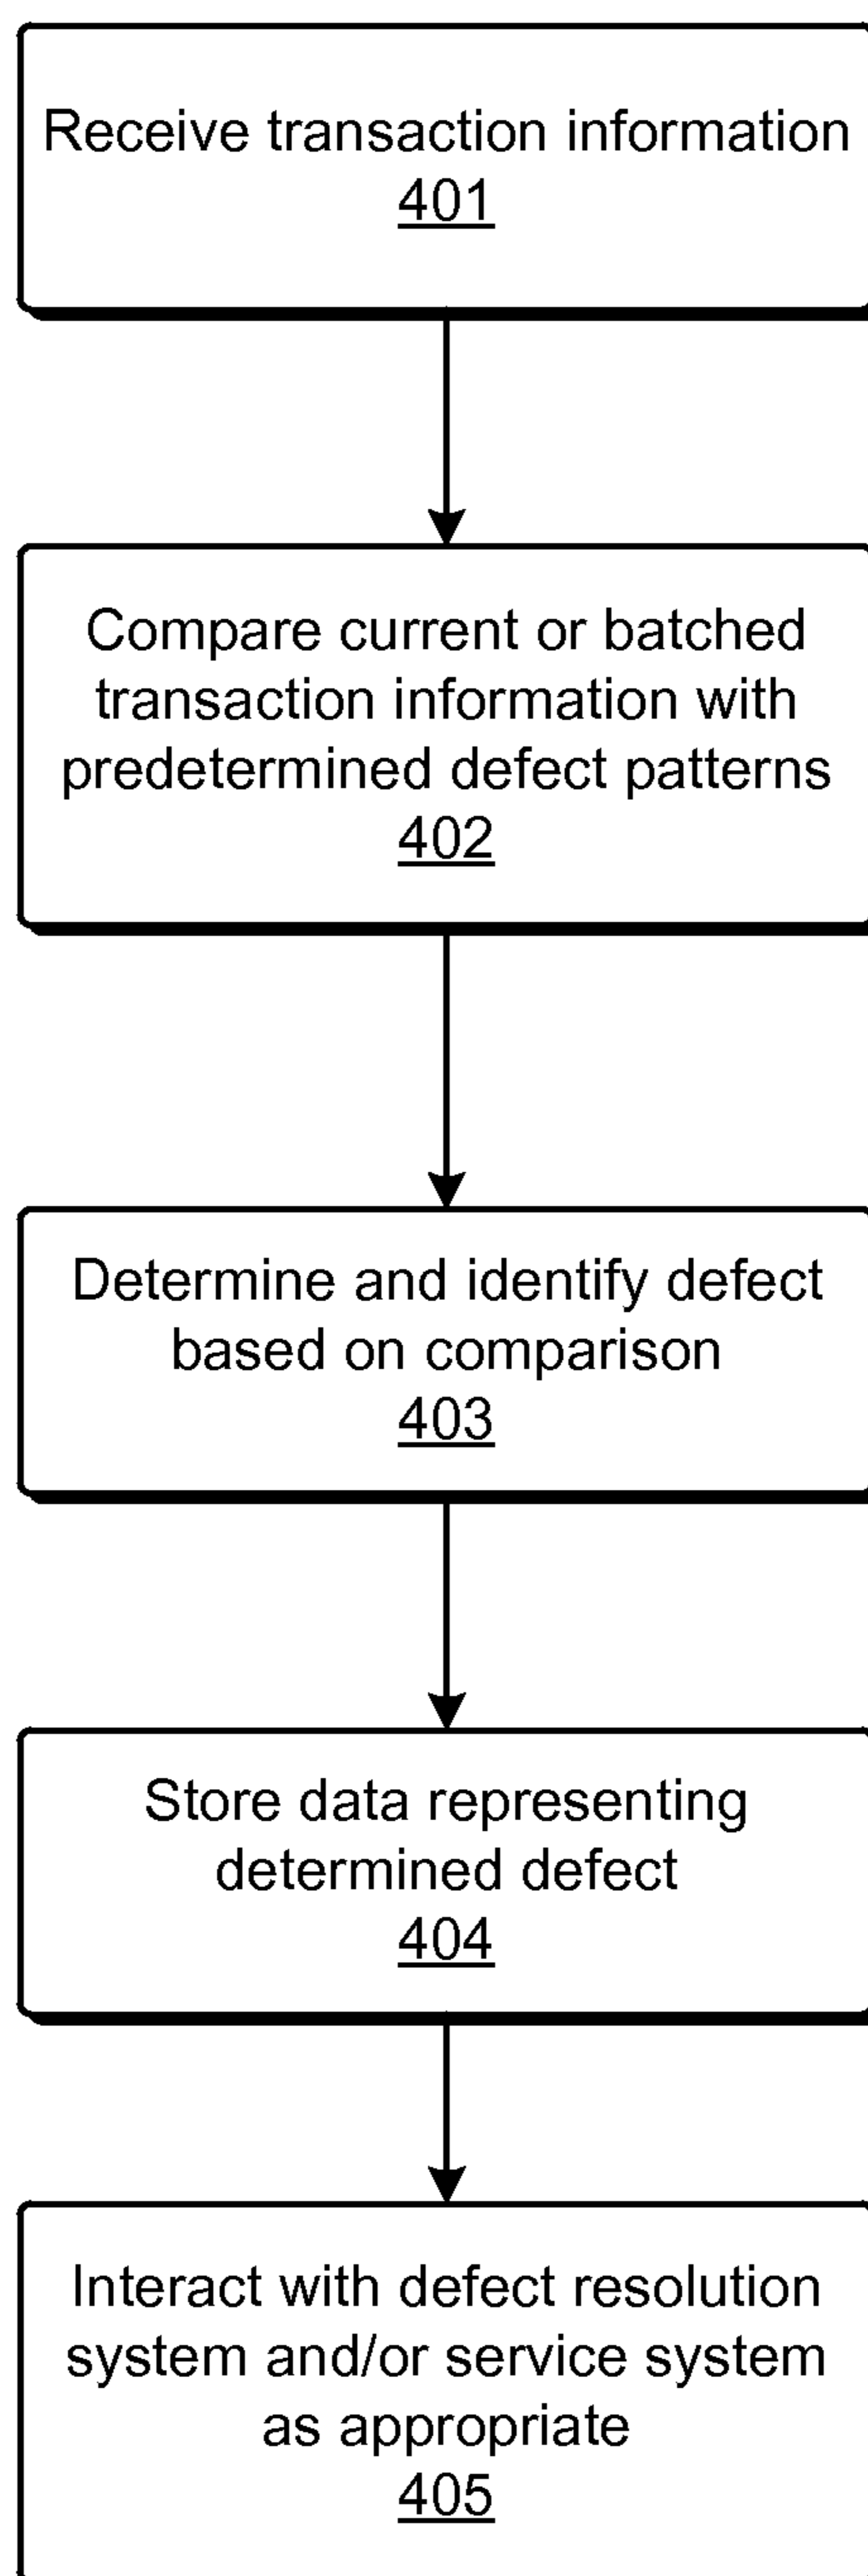 Receive transaction information
401
Compare current or batched
transaction information with
predetermined defect patterns
402
Determine and identify defect
based on comparison
403
Store data representing
determined defect
404
Interact with defect resolution
system and/or service system
as appropriate
405